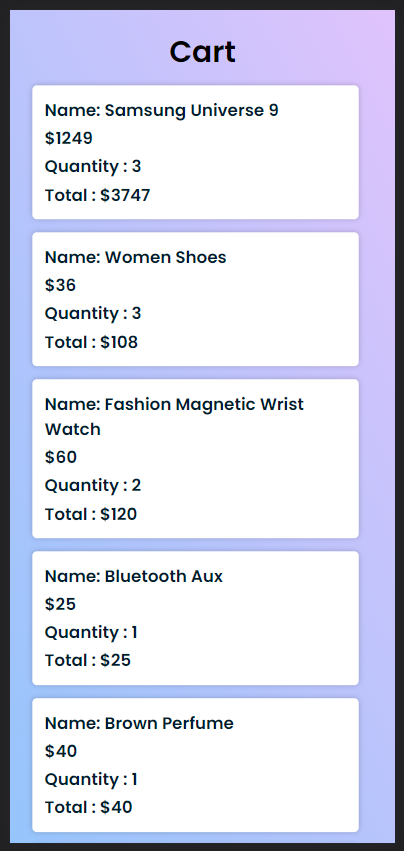 Cart
Name: Samsung Universe 9
$1249
Quantity : 3
Total : $3747
Name: Women Shoes
$36
Quantity : 3
Total : $108
Name: Fashion Magnetic Wrist
Watch
$60
Quantity : 2
Total : $120
Name: Bluetooth Aux
$25
Quantity : 1
Total : $25
Name: Brown Perfume
$40
Quantity : 1
Total : $40